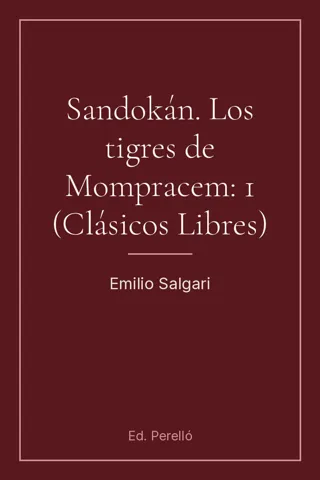 Sandokán. Los
tigres de
Mompracem: 1
(Clásicos Libres)
Emilio Salgari
Ed. Perelló